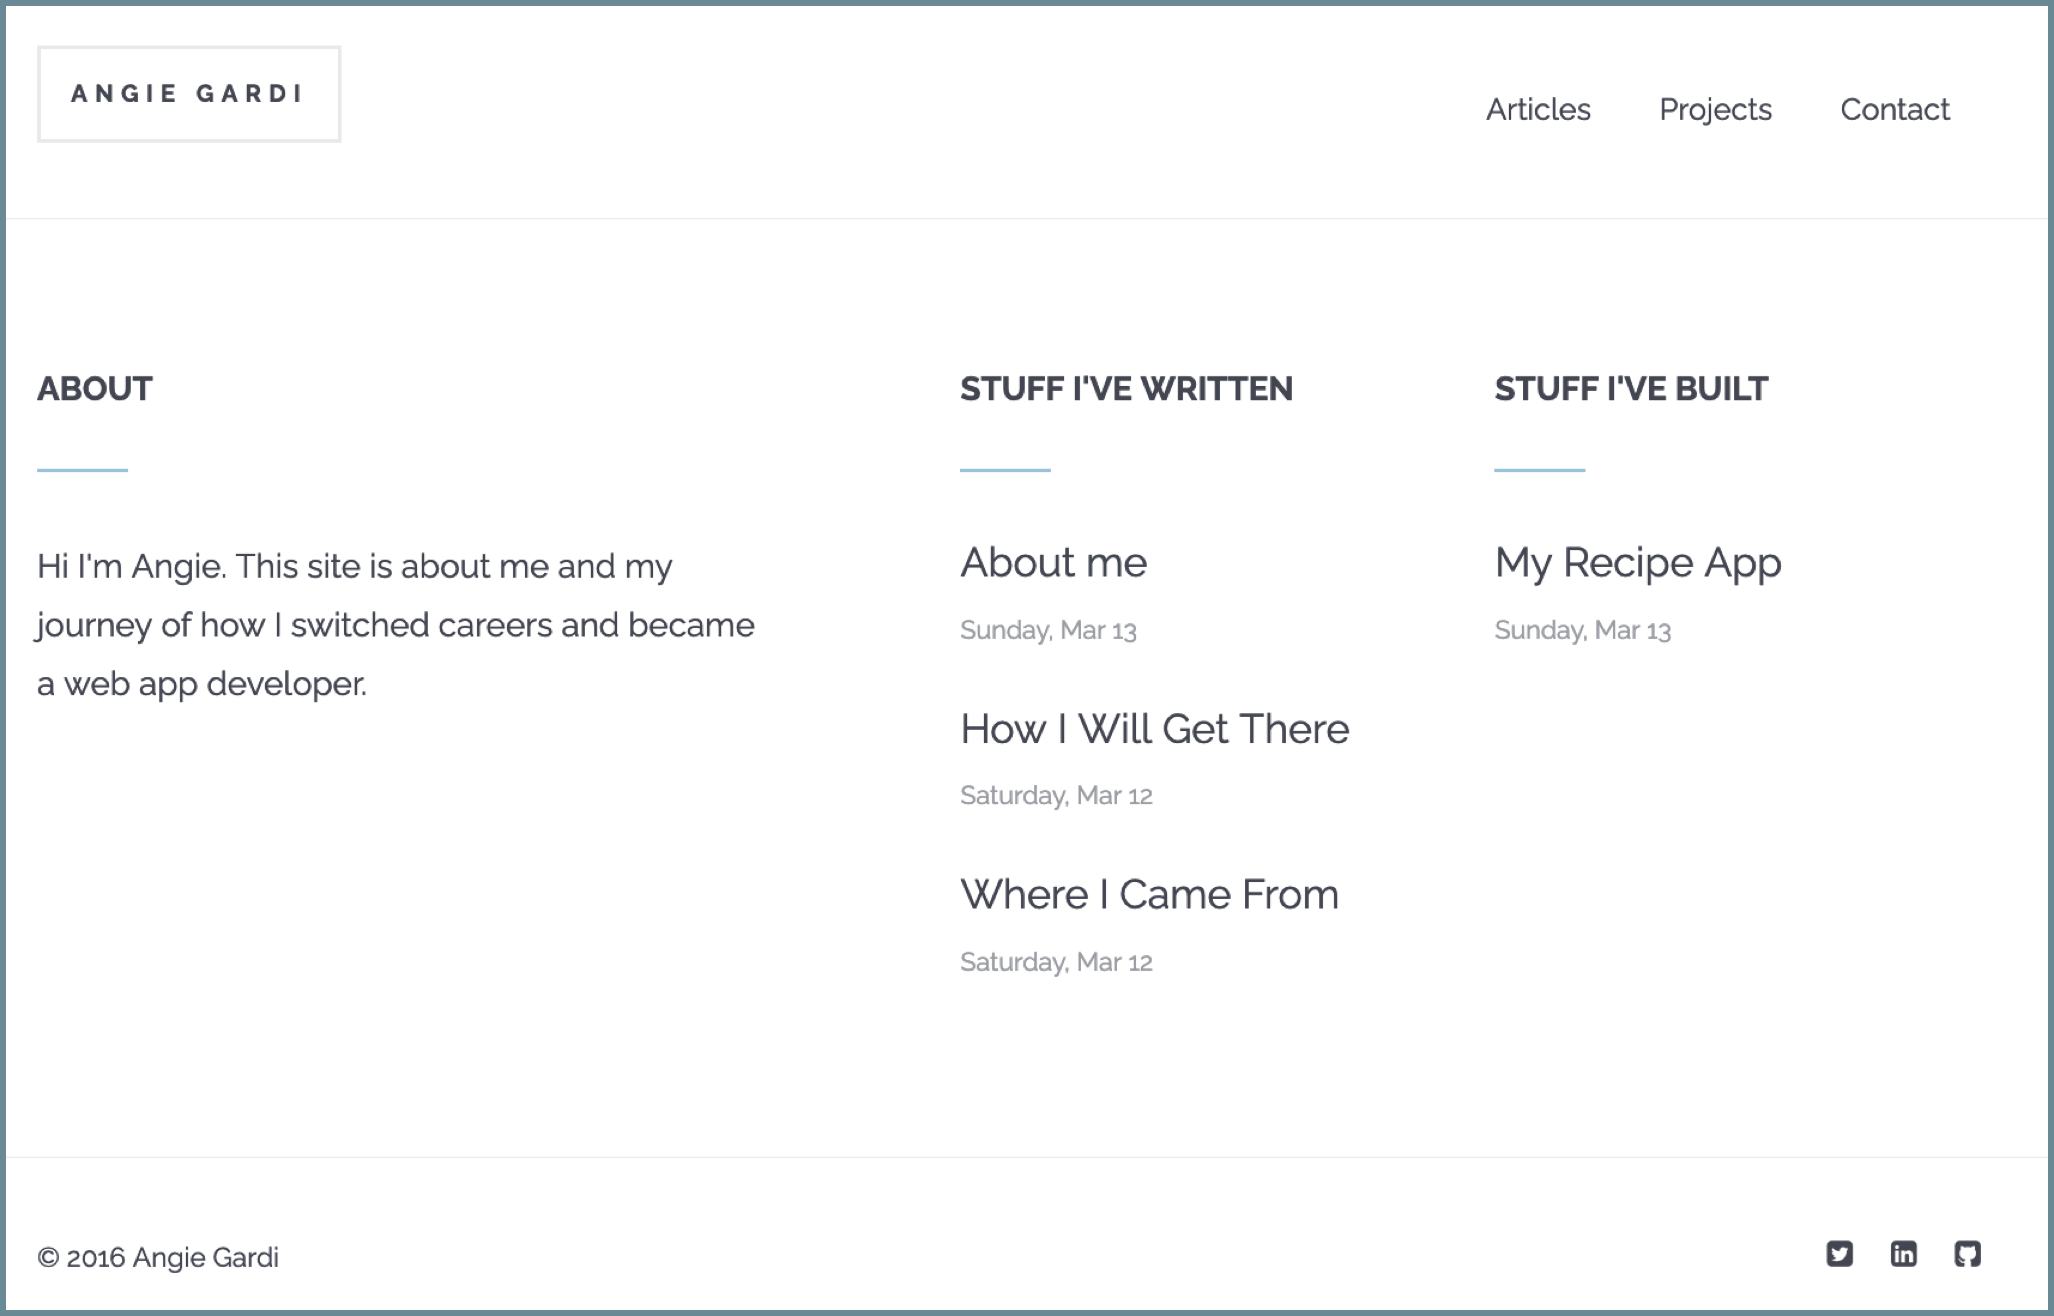 ANGIE GARDI
Articles Projects Contact
ABOUT
Hi I'm Angie. This site is about me and my
journey of how I switched careers and became
a web app developer.
STUFF I'VE WRITTEN
About me
Sunday, Mar 13
How I Will Get There
Saturday, Mar 12
Where I Came From
Saturday, Mar 12
STUFF I'VE BUILT
My Recipe App
Sunday, Mar 13
© 2016 Angie Gardi
in